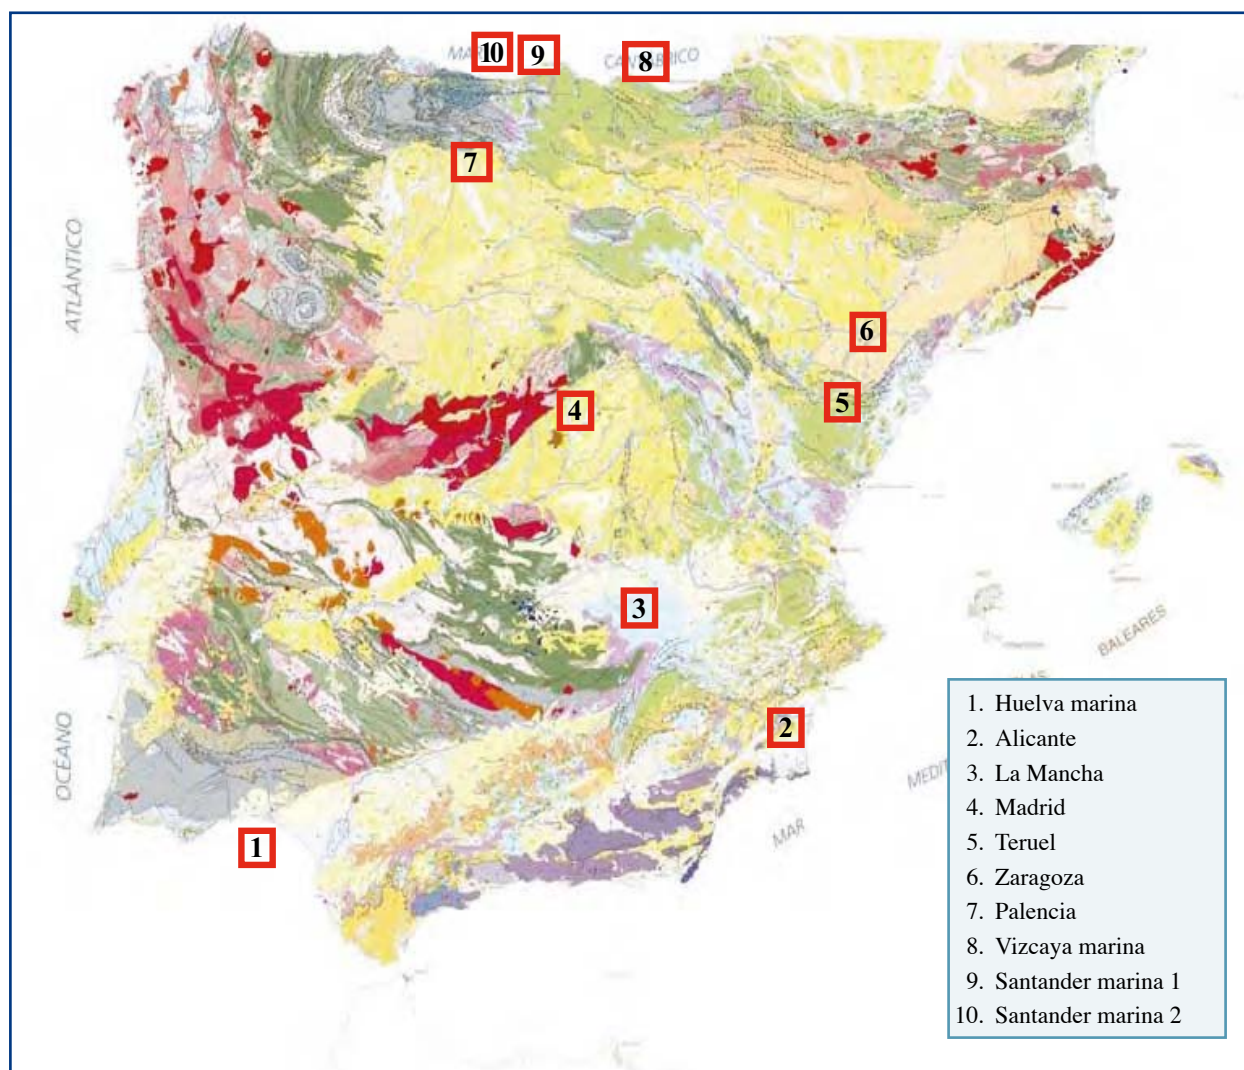 MAR
CANTÁBRICO
10
9
8
7
ATLÁNTICO
6
5
4
3
BALEARES
2
OCÉANO
MAR
1
1. Huelva marina
2. Alicante
3. La Mancha
4. Madrid
5. Teruel
6. Zaragoza
7. Palencia
8. Vizcaya marina
9. Santander marina 1
10. Santander marina 2